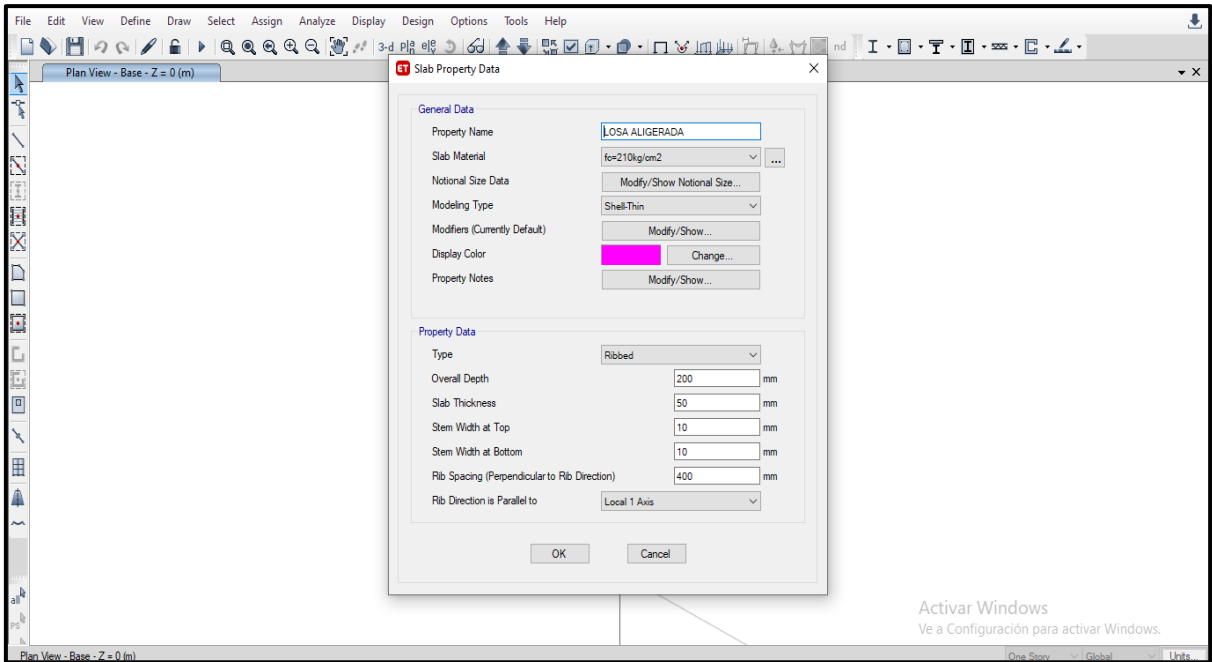 File Edit View Define Draw Select Assign Analyze Display Design Options Tools Help
3-d nd
Plan View - Base - Z = 0 (m)
ET Slab Property Data
General Data
Property Name LOSA ALIGERADA
Slab Material fc=210kg/cm2 ...
Notional Size Data Modify/Show Notional Size...
Modeling Type Shell-Thin
Modifiers (Currently Default) Modify/Show...
Display Color Change...
Property Notes Modify/Show...
Property Data
Type Ribbed
Overall Depth 200 mm
Slab Thickness 50 mm
Stem Width at Top 10 mm
Stem Width at Bottom 10 mm
Rib Spacing (Perpendicular to Rib Direction) 400 mm
Rib Direction is Parallel to Local 1 Axis
OK Cancel
all
ps
Activar Windows
Ve a Configuración para activar Windows.
Plan View - Base - Z = 0 (m) One Story Global Units...